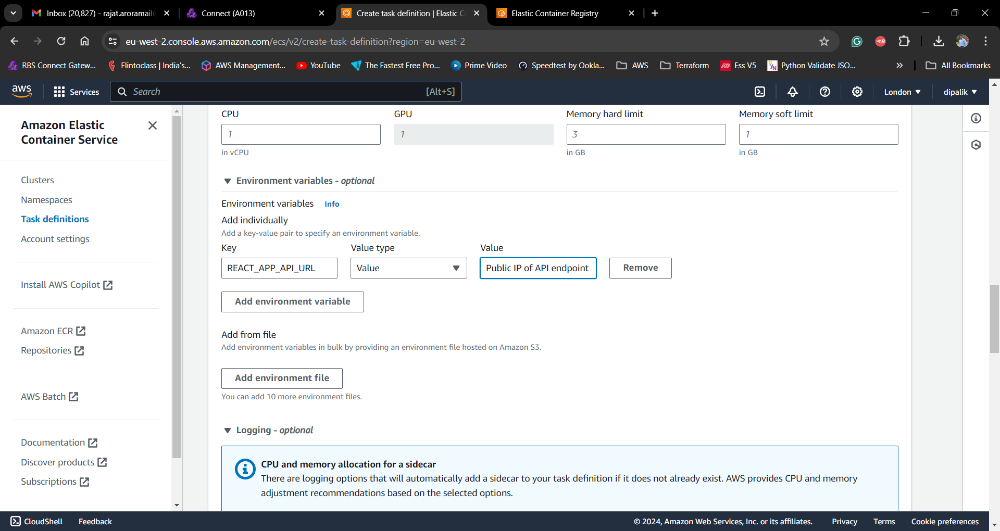 Inbox (20,827) - rajat.aroramail
Connect (A013)
Create task definition | Elastic C
Elastic Container Registry
eu-west-2.console.aws.amazon.com/ecs/v2/create-task-definition?region=eu-west-2
RBS Connect Gatew...
Flintoclass | India's...
AWS Management...
YouTube
The Fastest Free Pro...
Prime Video
Speedtest by Ookla...
AWS
Terraform
Ess V5
Python Validate JSO...
»
All Bookmarks
aws
Services
Search
[Alt+S]
London
dipalik
Amazon Elastic
Container Service
Clusters
Namespaces
Task definitions
Account settings
Install AWS Copilot
Amazon ECR
Repositories
AWS Batch
Documentation
Discover products
Subscriptions
CPU
GPU
Memory hard limit
Memory soft limit
1
1
3
1
in vCPU
in GB
in GB
Environment variables - optional
Environment variables
Info
Add individually
Add a key-value pair to specify an environment variable.
Key
Value type
Value
REACT_APP_API_URL
Value
Public IP of API endpoint
Remove
Add environment variable
Add from file
Add environment variables in bulk by providing an environment file hosted on Amazon S3.
Add environment file
You can add 10 more environment files.
Logging - optional
CPU and memory allocation for a sidecar
There are logging options that will automatically add a sidecar to your task definition if it does not already exist. AWS provides CPU and memory
adjustment recommendations based on the selected options.
CloudShell
Feedback
© 2024, Amazon Web Services, Inc. or its affiliates.
Privacy
Terms
Cookie preferences